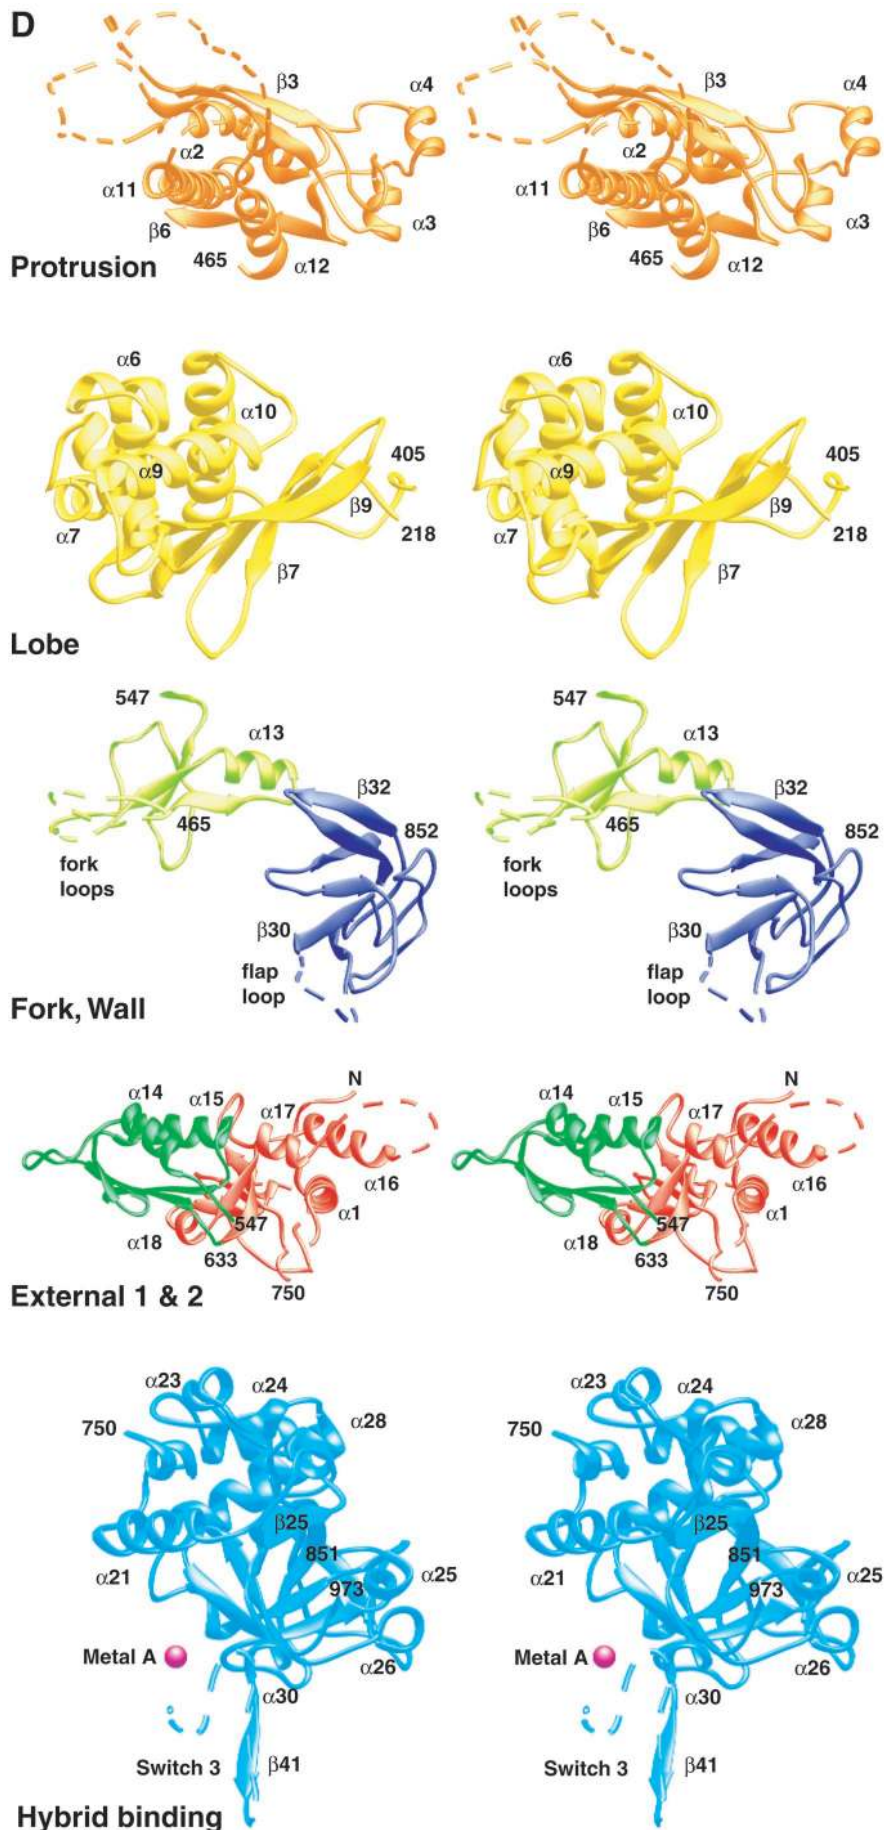 D
β3 α4 β3 α4
α2 α2
α11 α11
β6 α3 β6 α3
465 α12 465 α12
Protrusion
α6 α6
α10 α10
α9 405 α9 405
β9 β9
α7 218 α7 218
β7 β7
Lobe
547 547
α13 α13
β32 β32
465 852 465 852
fork loops fork loops
β30 β30
flap loop flap loop
Fork, Wall
N N
α14 α15 α17 α14 α15 α17
α16 α16
547 α1 547 α1
α18 633 α18 633
750 750
External 1 & 2
α23 α24 α23 α24
750 α28 750 α28
β25 β25
851 851
α21 973 α25 α21 973 α25
Metal A α26 Metal A α26
α30 α30
Switch 3 β41 Switch 3 β41
Hybrid binding